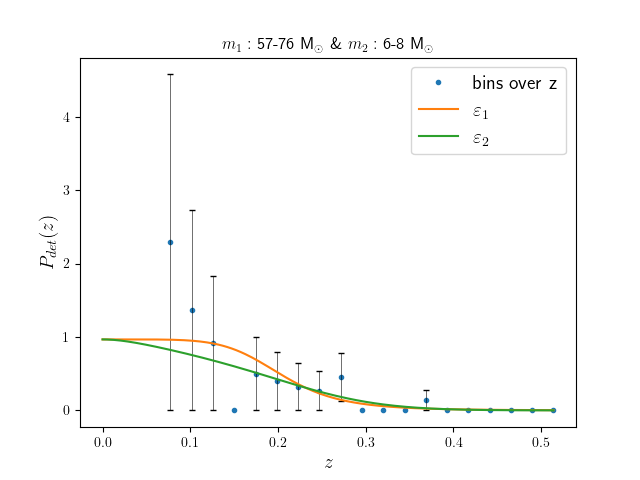 m₁ : 57-76 M⊙ & m₂ : 6-8 M⊙
bins over z
ε₁
ε₂
P_det(z)
4
3
2
1
0
0.0 0.1 0.2 0.3 0.4 0.5
z